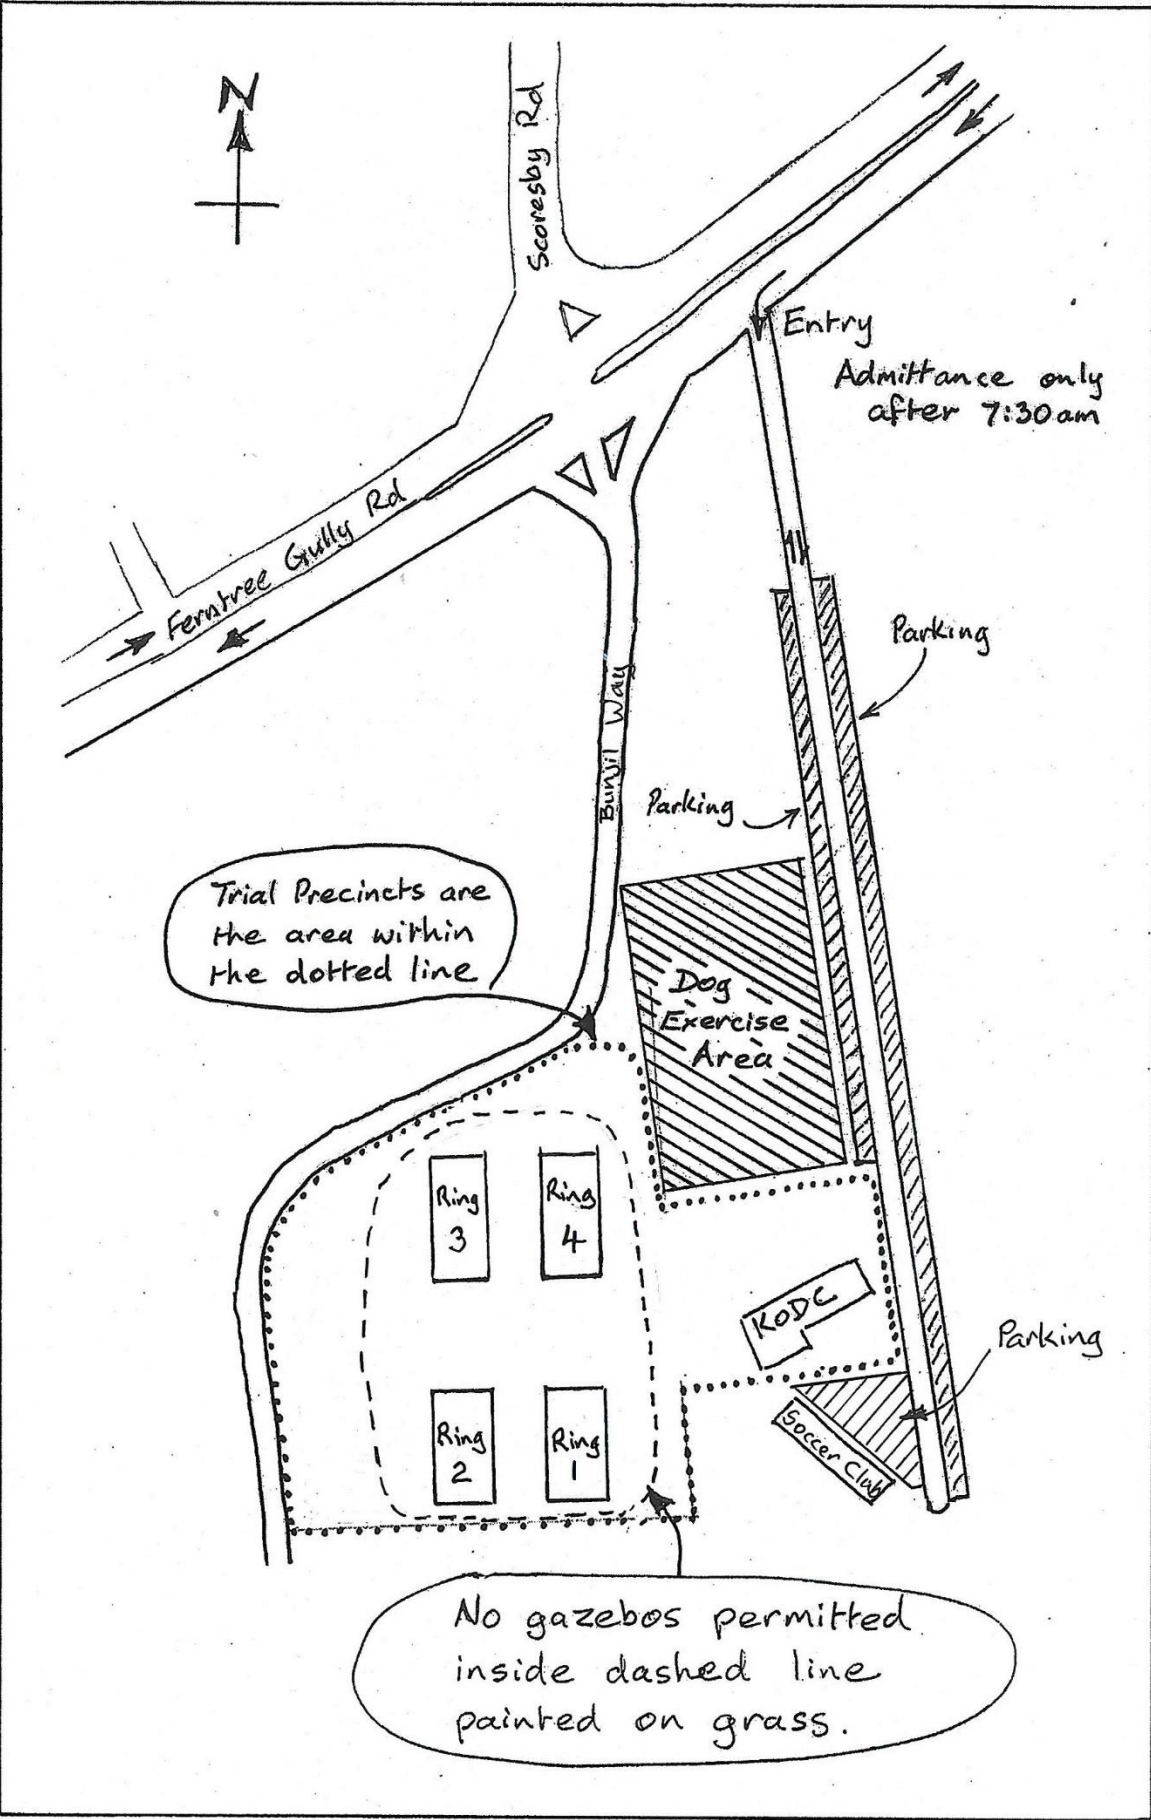 N
Scoresby Rd
Entry
Admittance only
after 7:30am
Ferntree Gully Rd
Parking
Bunjil Way
Parking
Trial Precincts are
the area within
the dotted line
Dog
Exercise
Area
Ring
3
Ring
4
KODC
Parking
Ring
2
Ring
1
Soccer Club
No gazebos permitted
inside dashed line
painted on grass.